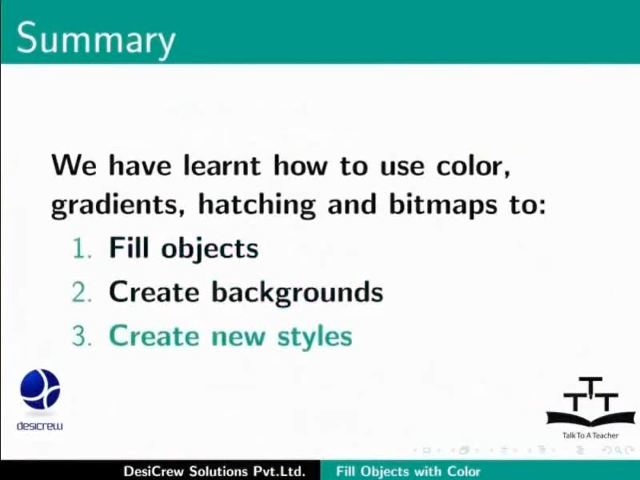 Summary
We have learnt how to use color,
gradients, hatching and bitmaps to:
1. Fill objects
2. Create backgrounds
3. Create new styles
desicrew
TTT
Talk To A Teacher
DesiCrew Solutions Pvt.Ltd. Fill Objects with Color